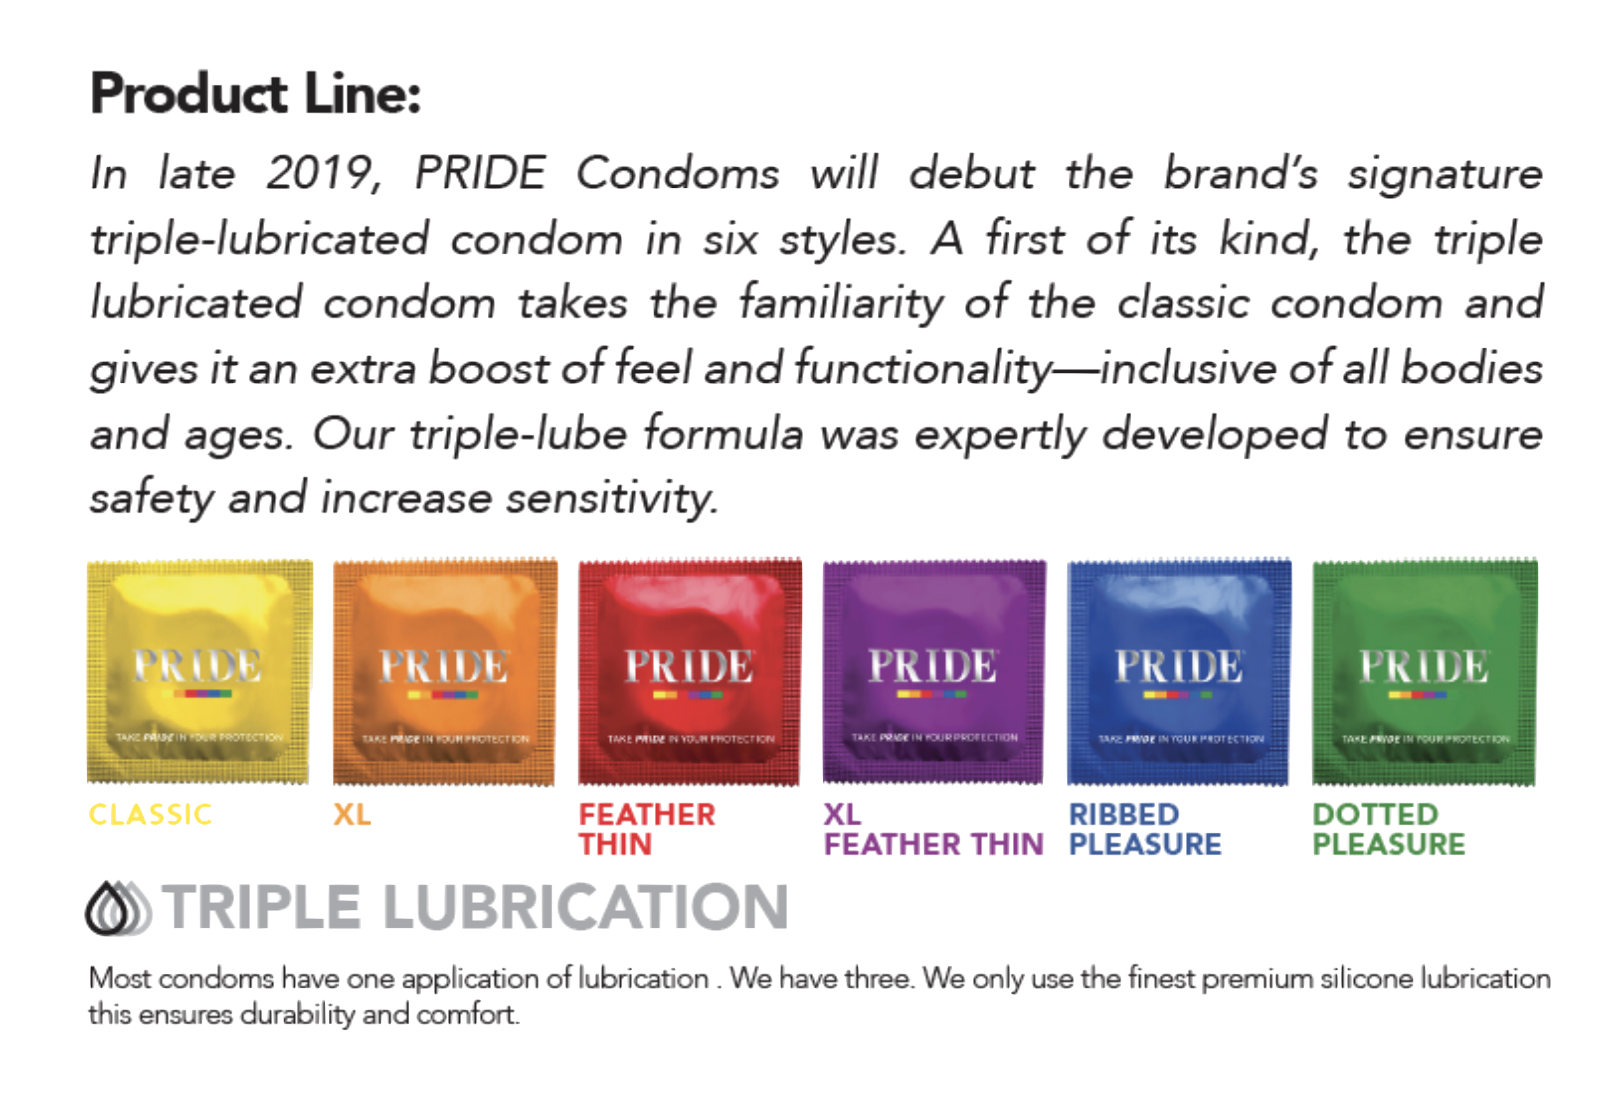 Product Line:
In late 2019, PRIDE Condoms will debut the brand's signature
triple-lubricated condom in six styles. A first of its kind, the triple
lubricated condom takes the familiarity of the classic condom and
gives it an extra boost of feel and functionality—inclusive of all bodies
and ages. Our triple-lube formula was expertly developed to ensure
safety and increase sensitivity.
PRIDE
TAKE PRIDE IN YOUR PROTECTION
CLASSIC
PRIDE
TAKE PRIDE IN YOUR PROTECTION
XL
PRIDE
TAKE PRIDE IN YOUR PROTECTION
FEATHER
THIN
PRIDE
TAKE PRIDE IN YOUR PROTECTION
XL
FEATHER THIN
PRIDE
TAKE PRIDE IN YOUR PROTECTION
RIBBED
PLEASURE
PRIDE
TAKE PRIDE IN YOUR PROTECTION
DOTTED
PLEASURE
TRIPLE LUBRICATION
Most condoms have one application of lubrication . We have three. We only use the finest premium silicone lubrication
this ensures durability and comfort.